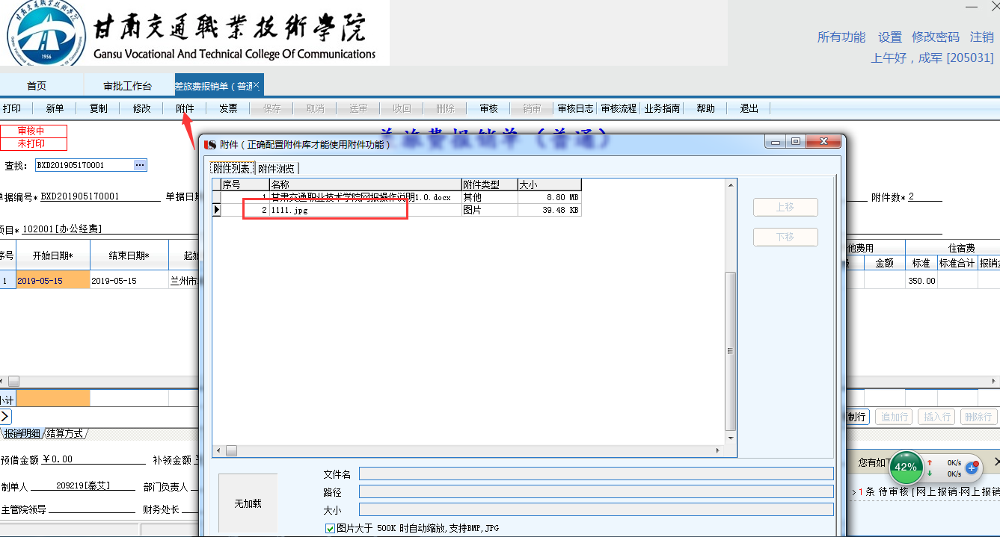 甘肃交通職業技術學院
Gansu Vocational And Technical College Of Communications
1956
所有功能 设置 修改密码 注销
上午好，成军 [205031]
首页 审批工作台 差旅费报销单（普通
打印 新单 复制 修改 附件 发票 保存 取消 送审 收回 删除 审核 销审 审核日志 审核流程 业务指南 帮助 退出
审核中
未打印
差旅费报销单（普通）
附件（正确配置附件库才能使用附件功能）
查找： BXD201905170001
附件列表 附件浏览
序号 名称 附件类型 大小
1 甘肃交通职业技术学院网报操作说明1.0.docx 其他 8.80 MB
2 1111.jpg 图片 39.48 KB
上移
下移
单据编号* BXD201905170001 单据日期
附件数* 2
项目* 102001[办公经费]
序号 开始日期* 结束日期* 起始
他费用 住宿费
金额 标准 标准合计 报销金
1 2019-05-15 2019-05-15 兰州市 350.00
小计
制行 追加行 插入行 删除行
报销明细 结算方式
预借金额 ￥0.00 补领金额
制单人 209219[秦艾] 部门负责人
主管院领导 财务处长
无加载
文件名
路径
大小
图片大于 500K 时自动缩放,支持BMP,JPG
您有如下
42% 0K/s
0K/s
>1 条 待审核 [网上报销-网上报销